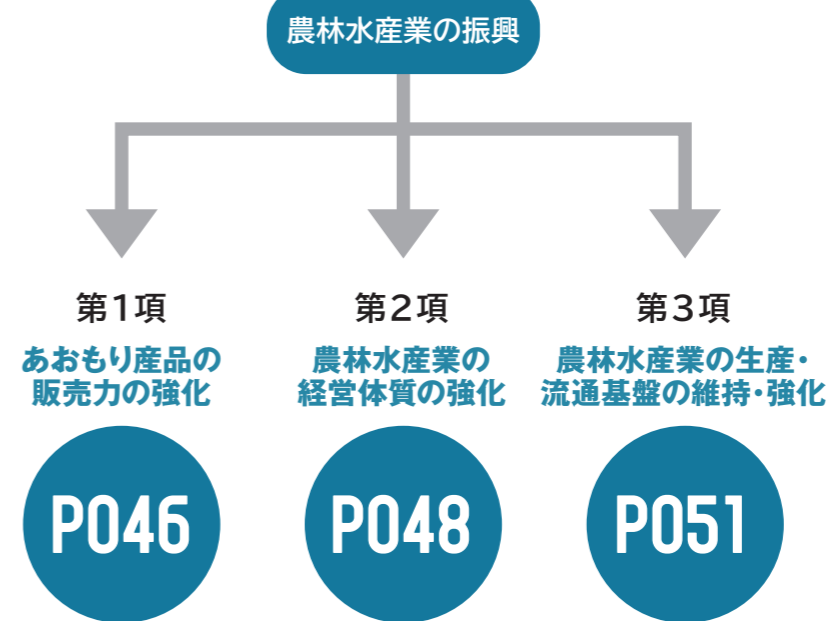 農林水産業の振興
第1項
あおもり産品の
販売力の強化
P046
第2項
農林水産業の
経営体質の強化
P048
第3項
農林水産業の生産・
流通基盤の維持・強化
P051